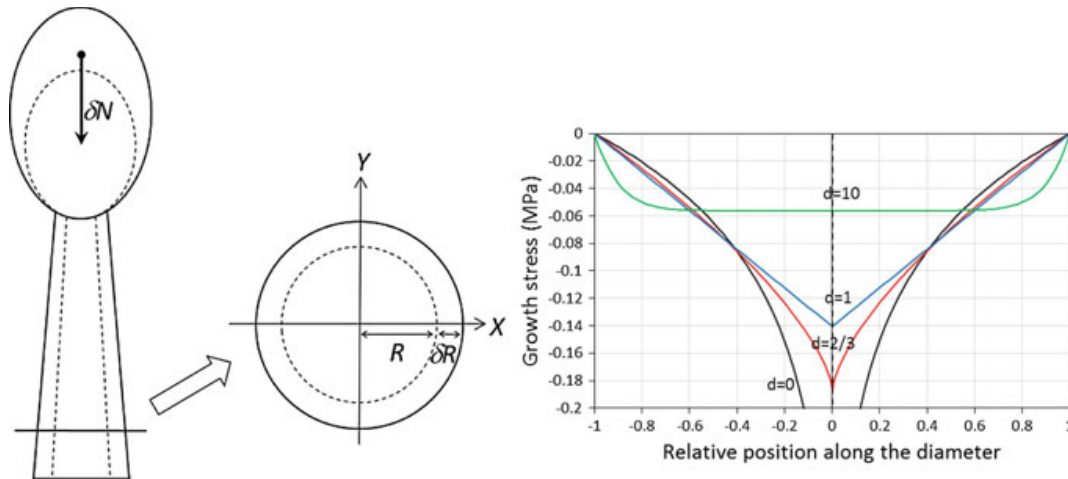 δN
Y
X
R
δR
Growth stress (MPa)
0
-0.02
-0.04
-0.06
-0.08
-0.1
-0.12
-0.14
-0.16
-0.18
-0.2
d=10
d=1
d=2/3
d=0
-1 -0.8 -0.6 -0.4 -0.2 0 0.2 0.4 0.6 0.8 1
Relative position along the diameter